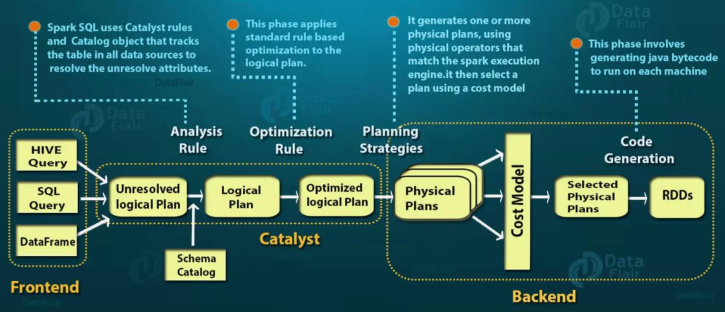 Spark SQL uses Catalyst rules
and Catalog object that tracks
the table in all data sources to
resolve the unresolve attributes.
This phase applies
standard rule based
optimization to the
logical plan.
It generates one or more
physical plans, using
physical operators that
match the spark execution
engine.it then select a
plan using a cost model
This phase involves
generating java bytecode
to run on each machine
Data
Flair
DataFlair
Data
Flair
Analysis
Rule
Optimization
Rule
Planning
Strategies
Code
Generation
HIVE
Query
SQL
Query
DataFrame
Unresolved
logical Plan
Logical
Plan
Optimized
logical Plan
Physical
Plans
Cost Model
Selected
Physical
Plans
RDDs
Schema
Catalog
Catalyst
Frontend
Backend
Data
Flair